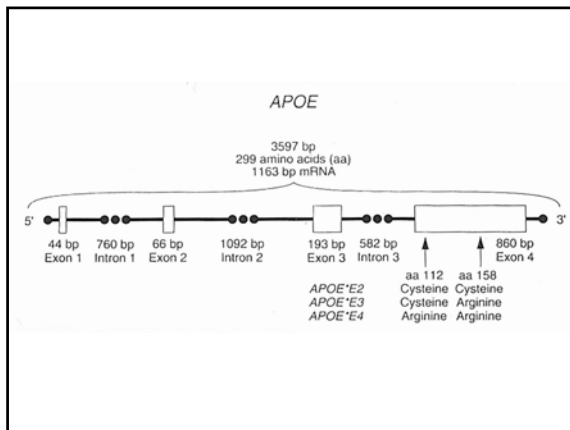 APOE
3597 bp
299 amino acids (aa)
1163 bp mRNA
5' 3'
44 bp 760 bp 66 bp 1092 bp 193 bp 582 bp 860 bp
Exon 1 Intron 1 Exon 2 Intron 2 Exon 3 Intron 3 Exon 4
aa 112 aa 158
APOE*E2 Cysteine Cysteine
APOE*E3 Cysteine Arginine
APOE*E4 Arginine Arginine